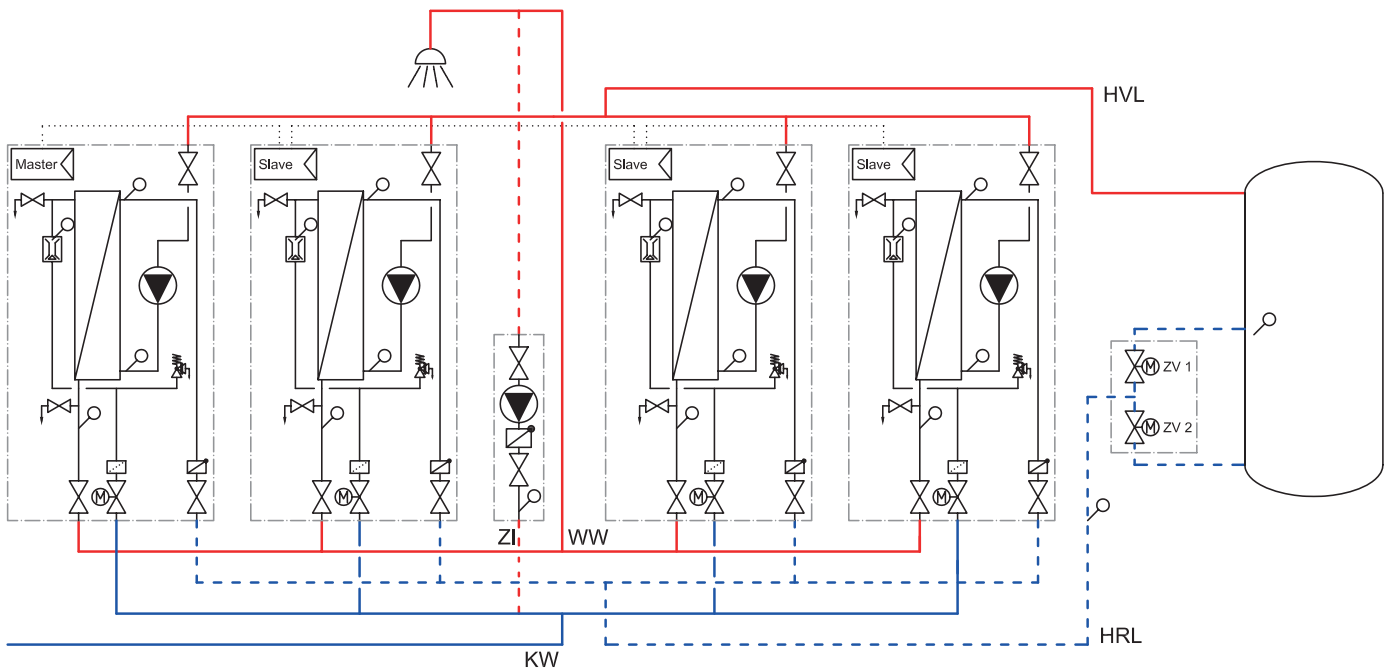 HVL
Master
Slave
Slave
Slave
M ZV 1
M ZV 2
M
M
M
M
ZI
WW
HRL
KW